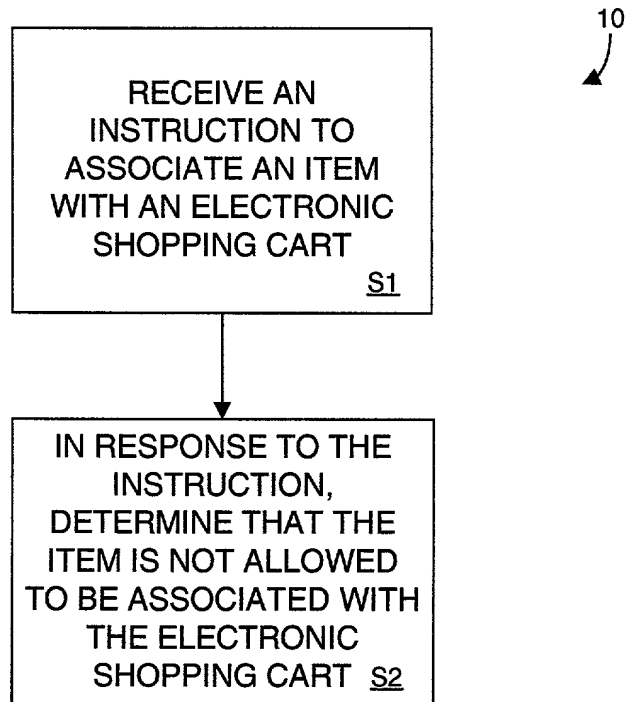 10
RECEIVE AN
INSTRUCTION TO
ASSOCIATE AN ITEM
WITH AN ELECTRONIC
SHOPPING CART
S1
IN RESPONSE TO THE
INSTRUCTION,
DETERMINE THAT THE
ITEM IS NOT ALLOWED
TO BE ASSOCIATED WITH
THE ELECTRONIC
SHOPPING CART S2